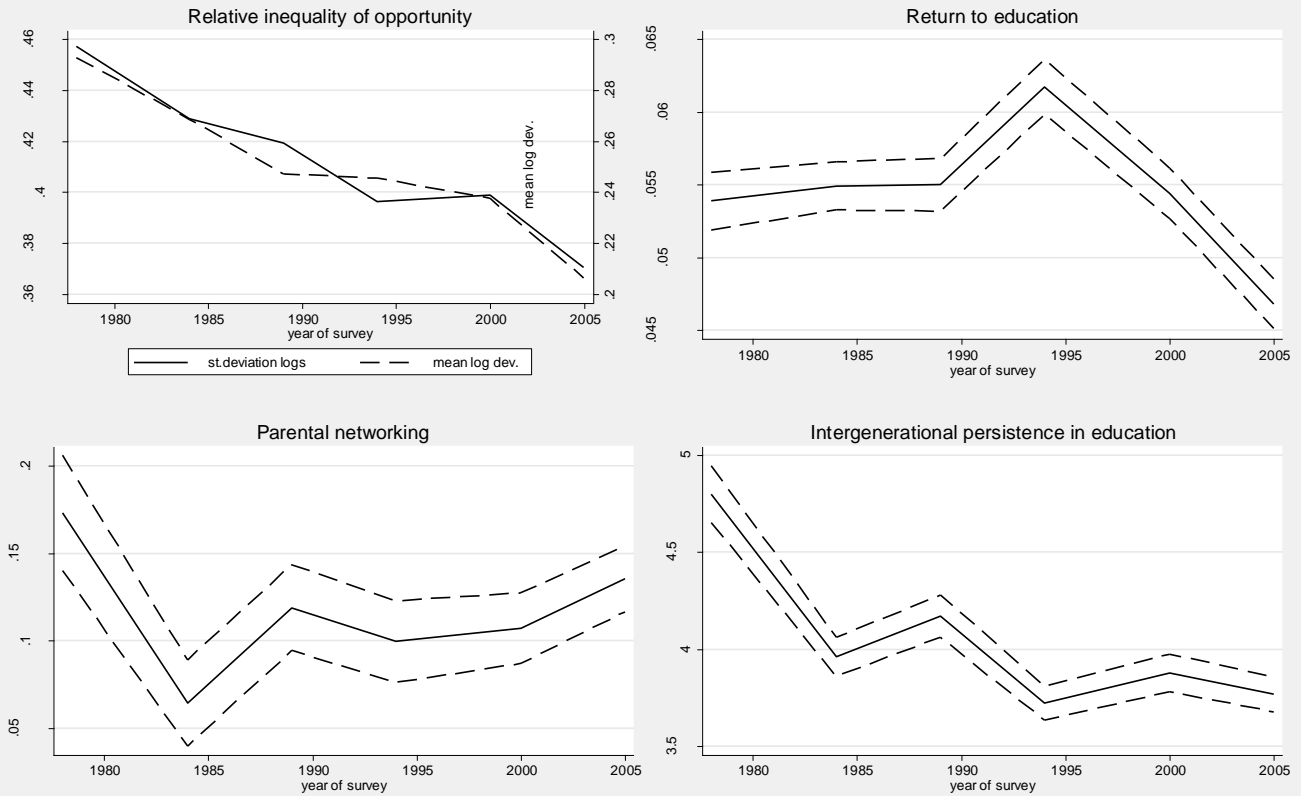 Relative inequality of opportunity
.46
.44
.42
.4
.38
.36
.3
.28
.26
.24
.22
.2
mean log dev.
1980 1985 1990 1995 2000 2005
year of survey
st.deviation logs mean log dev.
Return to education
.065
.06
.055
.05
.045
1980 1985 1990 1995 2000 2005
year of survey
Parental networking
.2
.15
.1
.05
1980 1985 1990 1995 2000 2005
year of survey
Intergenerational persistence in education
5
4.5
4
3.5
1980 1985 1990 1995 2000 2005
year of survey